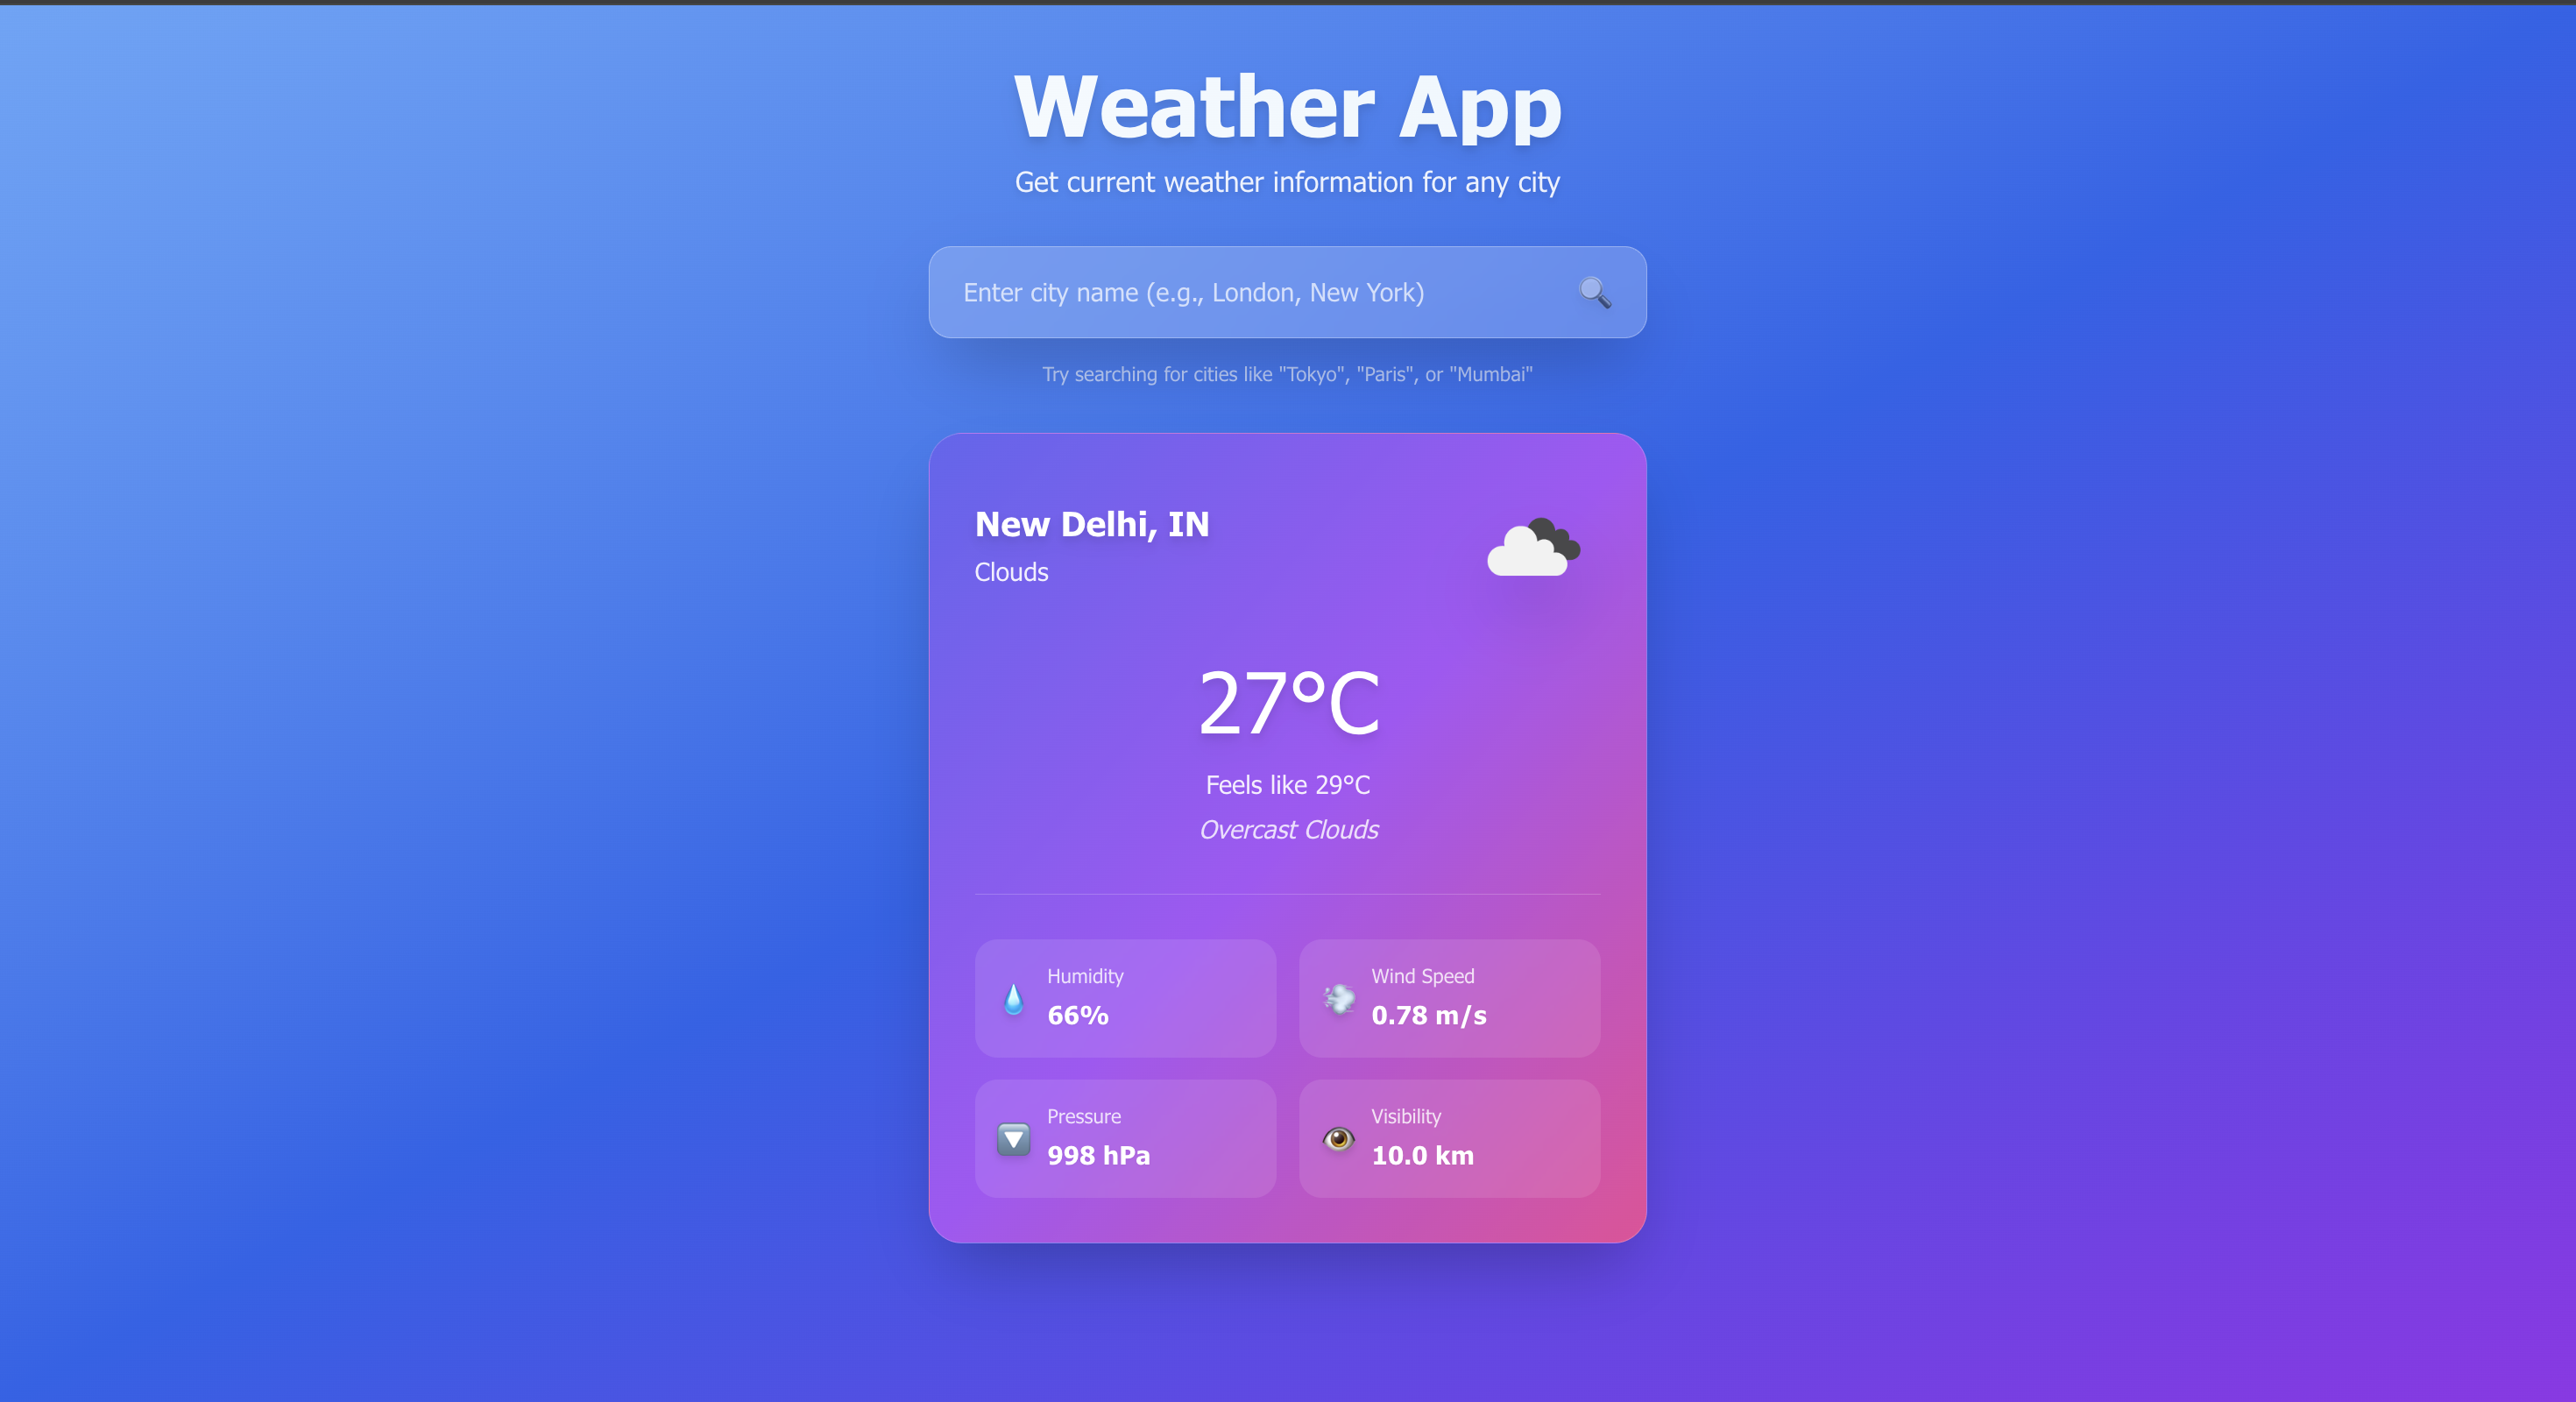 Weather App
Get current weather information for any city
Enter city name (e.g., London, New York)
Try searching for cities like "Tokyo", "Paris", or "Mumbai"
New Delhi, IN
Clouds
27°C
Feels like 29°C
Overcast Clouds
Humidity
66%
Wind Speed
0.78 m/s
Pressure
998 hPa
Visibility
10.0 km